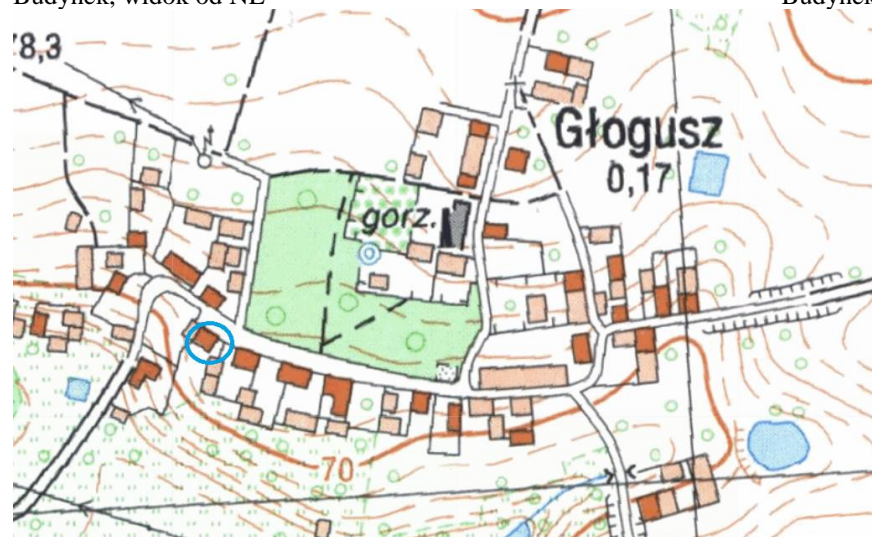 Budynek, widok od NE
Budynek
78,3
Głogusz
0,17
gorz.
70